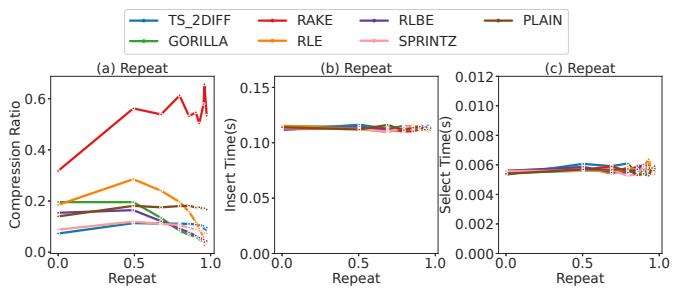 TS_2DIFF RAKE RLBE PLAIN
GORILLA RLE SPRINTZ
(a) Repeat (b) Repeat (c) Repeat
Compression Ratio
0.6
0.4
0.2
0.0
0.0 0.5 1.0
Repeat
Insert Time(s)
0.15
0.10
0.05
0.00
0.0 0.5 1.0
Repeat
Select Time(s)
0.012
0.010
0.008
0.006
0.004
0.002
0.000
0.0 0.5 1.0
Repeat